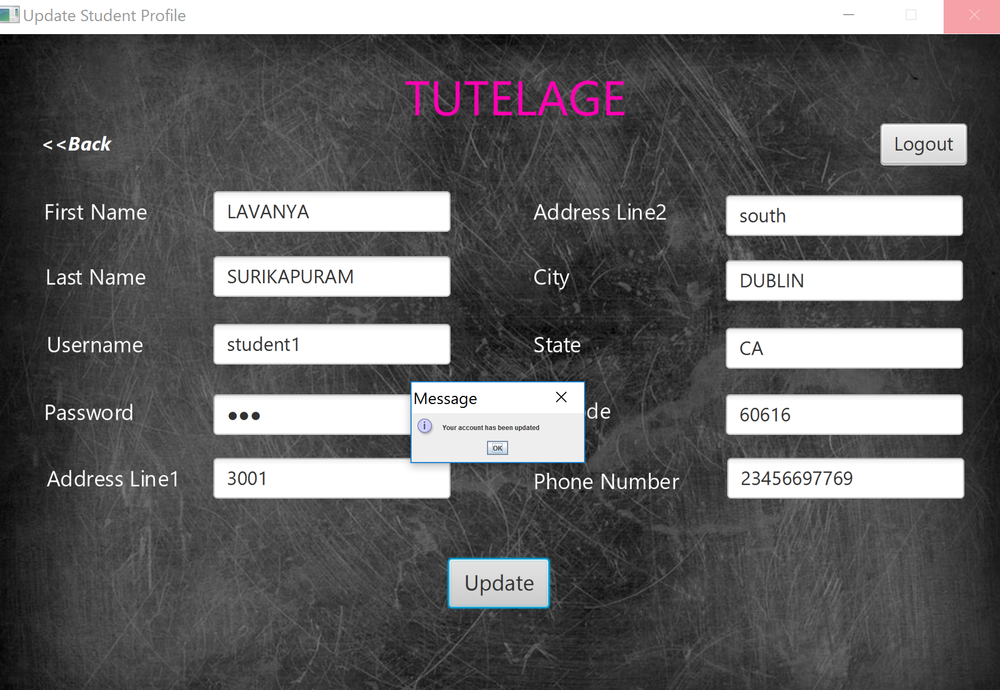 Update Student Profile
TUTELAGE
<<Back
Logout
First Name
LAVANYA
Address Line2
south
Last Name
SURIKAPURAM
City
DUBLIN
Username
student1
State
CA
Message
Your account has been updated
OK
Password
●●●
de
60616
Address Line1
3001
Phone Number
23456697769
Update